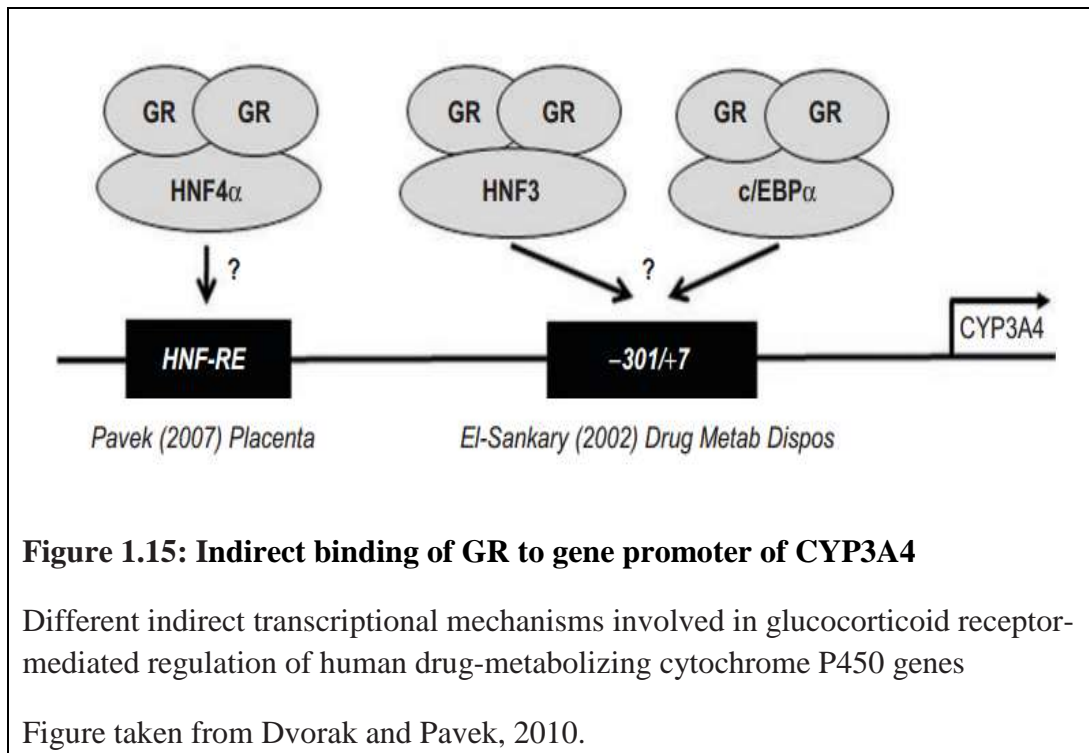 GR GR GR GR GR GR
HNF4α HNF3 c/EBPα
? ?
CYP3A4
HNF-RE –301/+7
Pavek (2007) Placenta El-Sankary (2002) Drug Metab Dispos
Figure 1.15: Indirect binding of GR to gene promoter of CYP3A4
Different indirect transcriptional mechanisms involved in glucocorticoid receptor-
mediated regulation of human drug-metabolizing cytochrome P450 genes
Figure taken from Dvorak and Pavek, 2010.